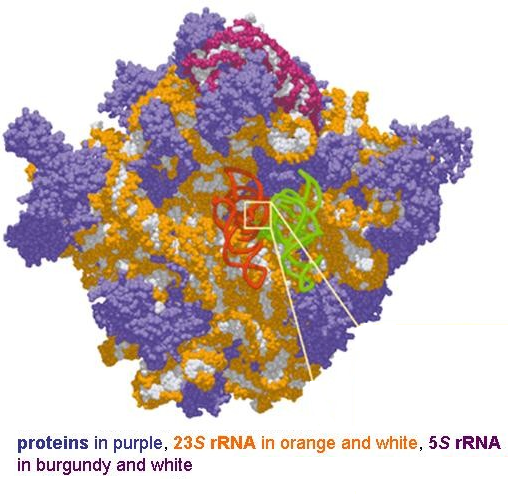 proteins in purple, 23S rRNA in orange and white, 5S rRNA
in burgundy and white